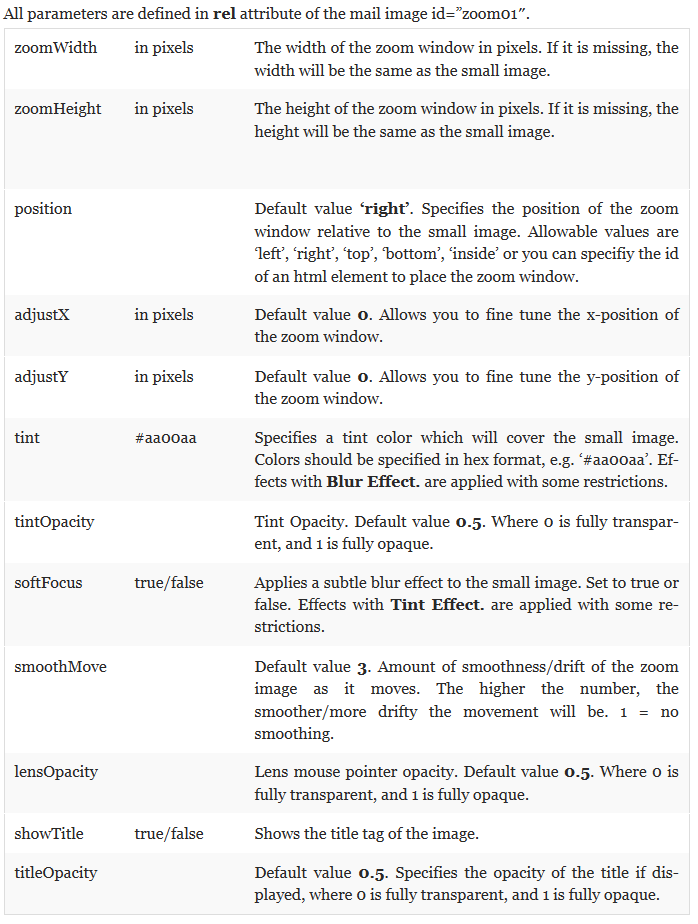 All parameters are defined in rel attribute of the mail image id=”zoom01″.
zoomWidth in pixels The width of the zoom window in pixels. If it is missing, the
width will be the same as the small image.
zoomHeight in pixels The height of the zoom window in pixels. If it is missing, the
height will be the same as the small image.
position Default value ‘right’. Specifies the position of the zoom
window relative to the small image. Allowable values are
‘left’, ‘right’, ‘top’, ‘bottom’, ‘inside’ or you can specifiy the id
of an html element to place the zoom window.
adjustX in pixels Default value 0. Allows you to fine tune the x-position of
the zoom window.
adjustY in pixels Default value 0. Allows you to fine tune the y-position of
the zoom window.
tint #aa00aa Specifies a tint color which will cover the small image.
Colors should be specified in hex format, e.g. ‘#aa00aa’. Ef-
fects with Blur Effect. are applied with some restrictions.
tintOpacity Tint Opacity. Default value 0.5. Where 0 is fully transpar-
ent, and 1 is fully opaque.
softFocus true/false Applies a subtle blur effect to the small image. Set to true or
false. Effects with Tint Effect. are applied with some re-
strictions.
smoothMove Default value 3. Amount of smoothness/drift of the zoom
image as it moves. The higher the number, the
smoother/more drifty the movement will be. 1 = no
smoothing.
lensOpacity Lens mouse pointer opacity. Default value 0.5. Where 0 is
fully transparent, and 1 is fully opaque.
showTitle true/false Shows the title tag of the image.
titleOpacity Default value 0.5. Specifies the opacity of the title if dis-
played, where 0 is fully transparent, and 1 is fully opaque.